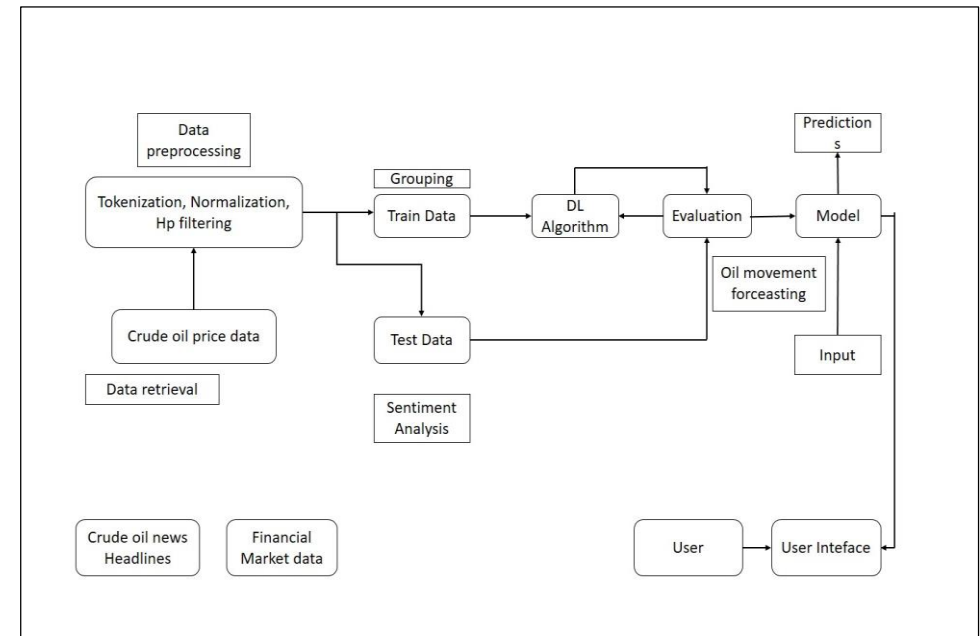 Data
preprocessing
Tokenization, Normalization,
Hp filtering
Crude oil price data
Data retrieval
Grouping
Train Data
Test Data
Sentiment
Analysis
DL
Algorithm
Evaluation
Oil movement
forceasting
Prediction
s
Model
Input
Crude oil news
Headlines
Financial
Market data
User
User Inteface